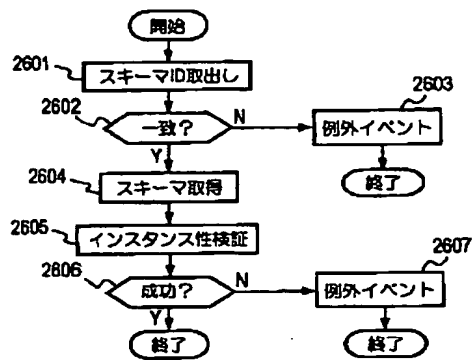 開始
2601
スキーマID取出し
2602
一致?
N
2603
例外イベント
Y
終了
2604
スキーマ取得
2605
インスタンス性検証
2606
成功?
N
2607
例外イベント
Y
終了
終了